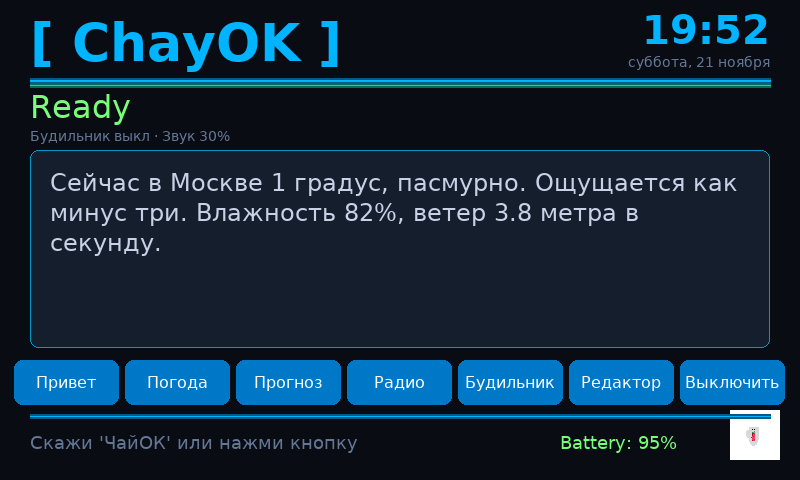 [ ChayOK ]
19:52
суббота, 21 ноября
Ready
Будильник выкл · Звук 30%
Сейчас в Москве 1 градус, пасмурно. Ощущается как
минус три. Влажность 82%, ветер 3.8 метра в
секунду.
Привет
Погода
Прогноз
Радио
Будильник
Редактор
Выключить
Скажи 'ЧайОК' или нажми кнопку
Battery: 95%